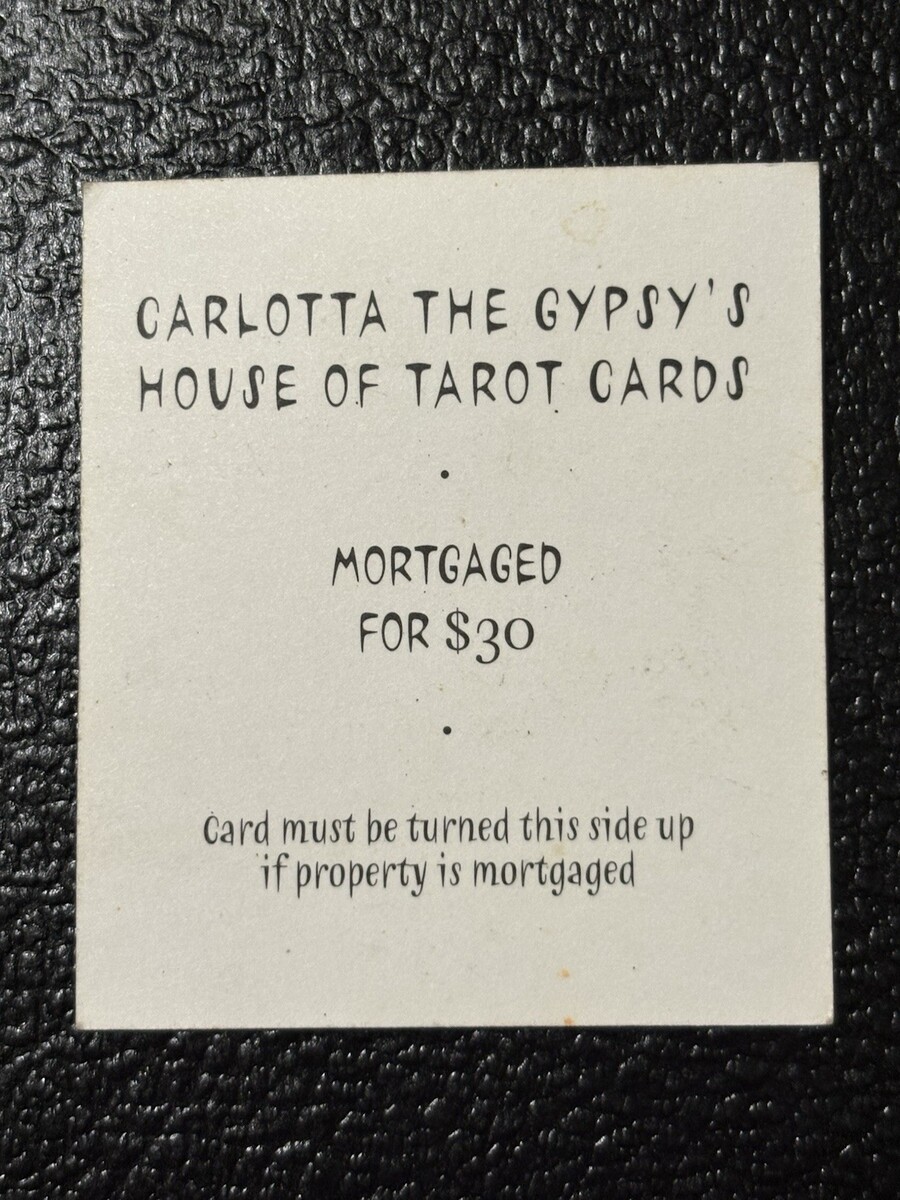 CARLOTTA THE GYPSY'S
HOUSE OF TAROT CARDS
•
MORTGAGED
FOR $30
•
Card must be turned this side up
if property is mortgaged